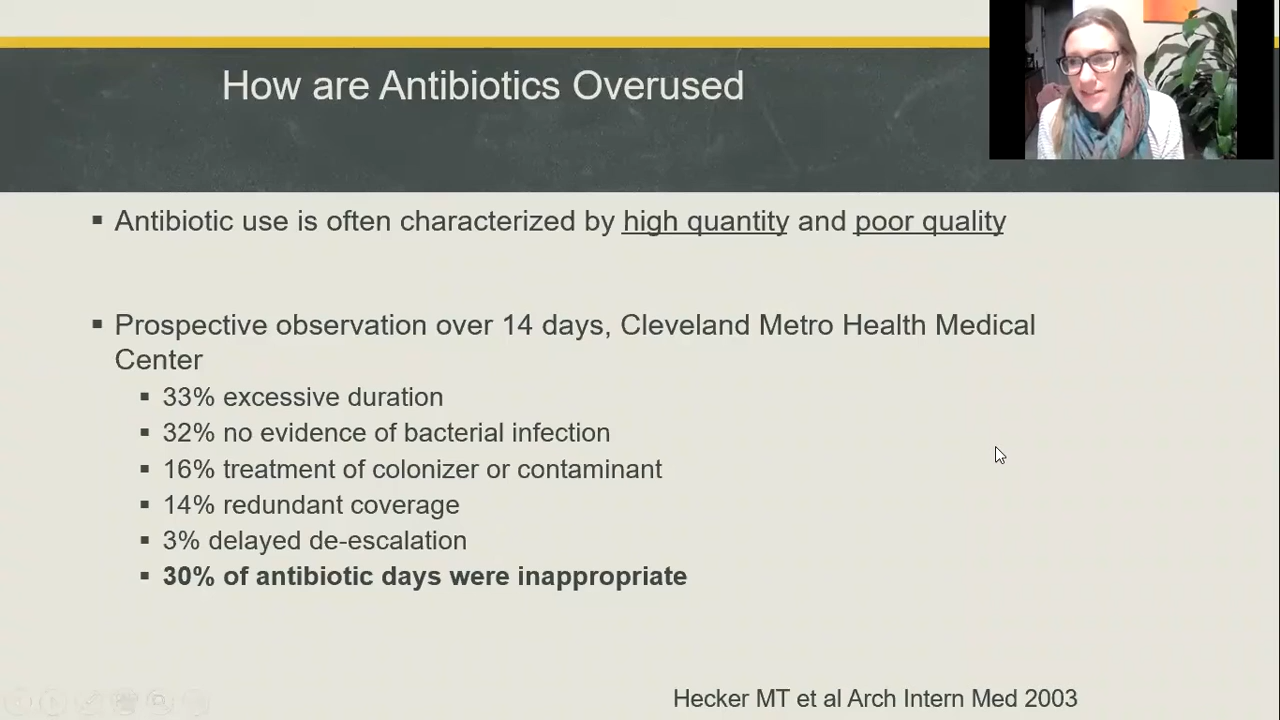 How are Antibiotics Overused
▪ Antibiotic use is often characterized by high quantity and poor quality
▪ Prospective observation over 14 days, Cleveland Metro Health Medical
Center
▪ 33% excessive duration
▪ 32% no evidence of bacterial infection
▪ 16% treatment of colonizer or contaminant
▪ 14% redundant coverage
▪ 3% delayed de-escalation
▪ 30% of antibiotic days were inappropriate
Hecker MT et al Arch Intern Med 2003